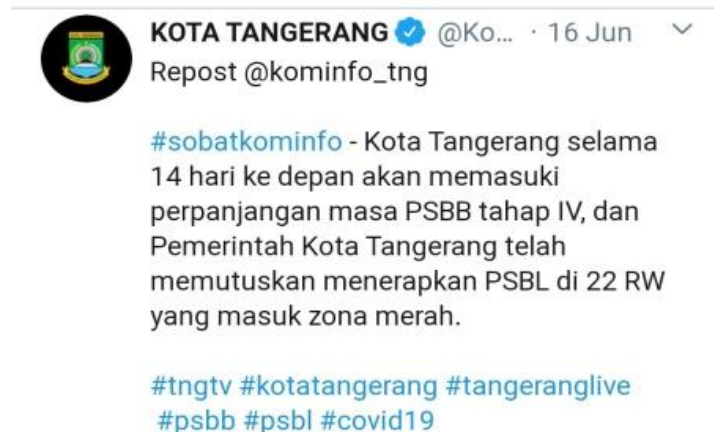 KOTA TANGERANG @Ko... · 16 Jun
Repost @kominfo_tng
#sobatkominfo - Kota Tangerang selama
14 hari ke depan akan memasuki
perpanjangan masa PSBB tahap IV, dan
Pemerintah Kota Tangerang telah
memutuskan menerapkan PSBL di 22 RW
yang masuk zona merah.
#tngtv #kotatangerang #tangeranglive
#psbb #psbl #covid19